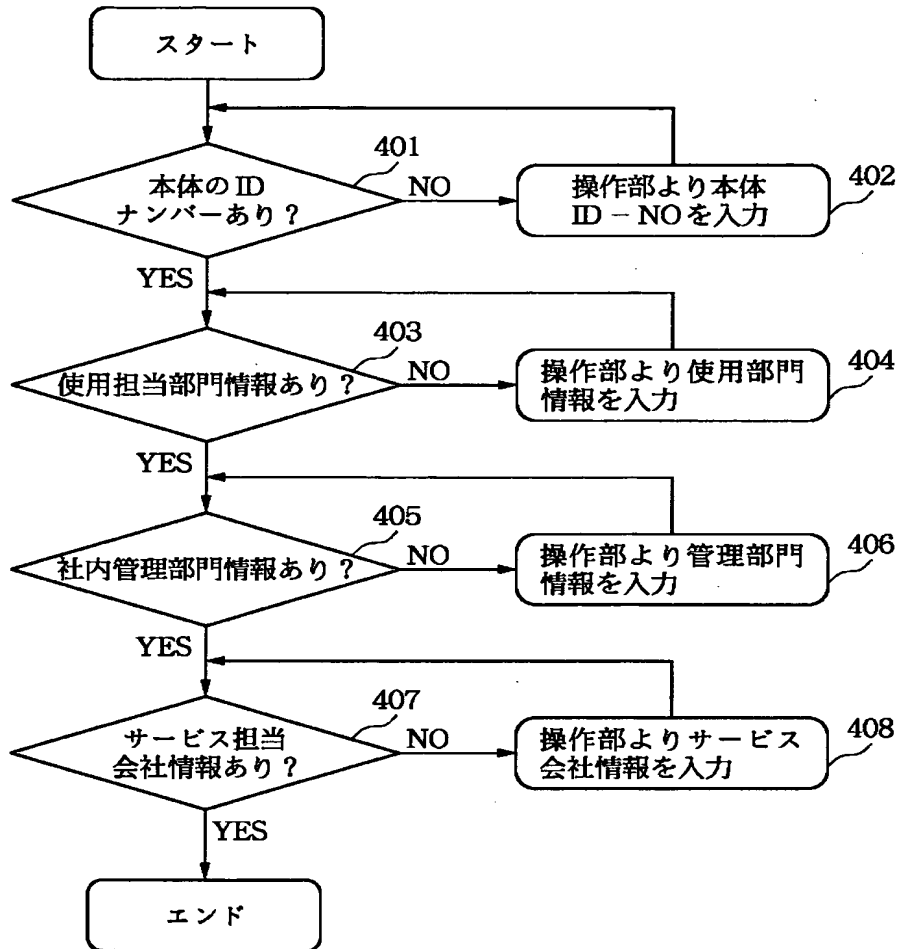 スタート
401
本体のID
ナンバーあり?
NO
操作部より本体
ID-NOを入力
402
YES
403
使用担当部門情報あり?
NO
操作部より使用部門
情報を入力
404
YES
405
社内管理部門情報あり?
NO
操作部より管理部門
情報を入力
406
YES
407
サービス担当
会社情報あり?
NO
操作部よりサービス
会社情報を入力
408
YES
エンド